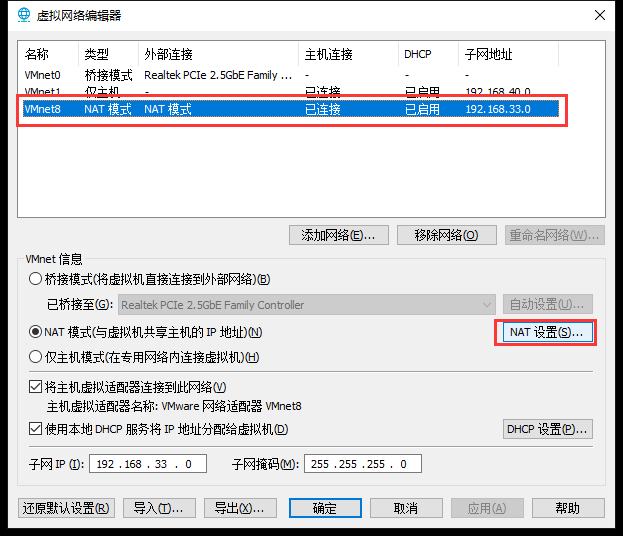 虚拟网络编辑器
名称 类型 外部连接 主机连接 DHCP 子网地址
VMnet0 桥接模式 Realtek PCIe 2.5GbE Family ... - - -
VMnet1 仅主机... - 已连接 已启用 192.168.40.0
VMnet8 NAT 模式 NAT 模式 已连接 已启用 192.168.33.0
添加网络(E)... 移除网络(O) 重命名网络(W)...
VMnet 信息
桥接模式(将虚拟机直接连接到外部网络)(B)
已桥接至(G): Realtek PCIe 2.5GbE Family Controller 自动设置(U)...
NAT 模式(与虚拟机共享主机的 IP 地址)(N) NAT 设置(S)...
仅主机模式(在专用网络内连接虚拟机)(H)
将主机虚拟适配器连接到此网络(V)
主机虚拟适配器名称: VMware 网络适配器 VMnet8
使用本地 DHCP 服务将 IP 地址分配给虚拟机(D) DHCP 设置(P)...
子网 IP (I): 192 . 168 . 33 . 0 子网掩码(M): 255 . 255 . 255 . 0
还原默认设置(R) 导入(T)... 导出(X)... 确定 取消 应用(A) 帮助